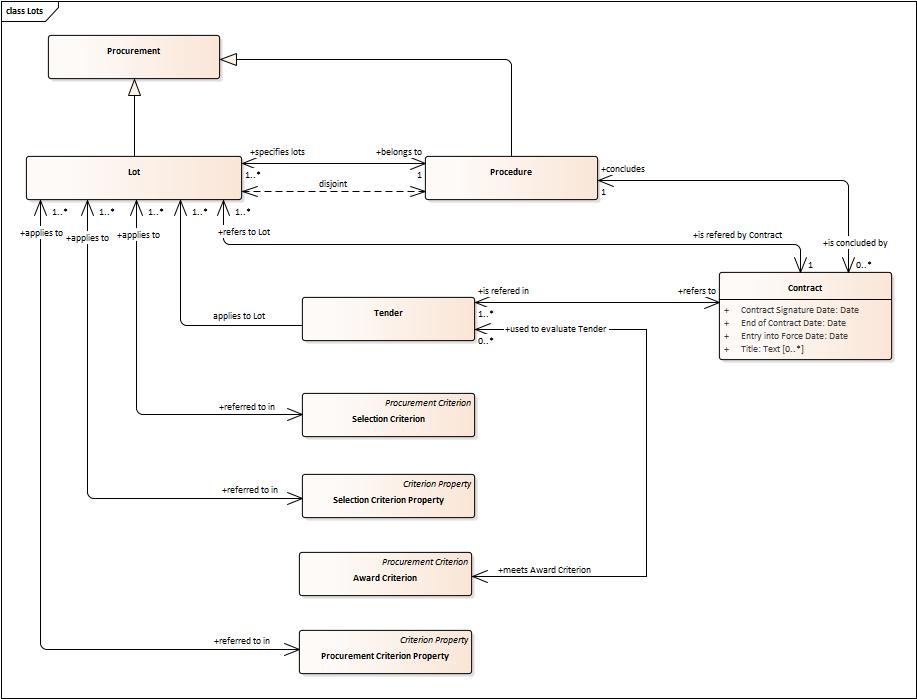 class Lots
Procurement
+specifies lots
+belongs to
Lot
Procedure
+concludes
1..*
1
disjoint
1
1..*
1..*
1..*
1..*
1..*
+applies to
+applies to
+applies to
+refers to Lot
+is refered by Contract
+is concluded by
1
0..*
Contract
+ Contract Signature Date: Date
+ End of Contract Date: Date
+ Entry into Force Date: Date
+ Title: Text [0..*]
+is refered in
+refers to
Tender
1..*
applies to Lot
+used to evaluate Tender
0..*
Procurement Criterion
+referred to in
Selection Criterion
Criterion Property
+referred to in
Selection Criterion Property
Procurement Criterion
+meets Award Criterion
Award Criterion
Criterion Property
+referred to in
Procurement Criterion Property